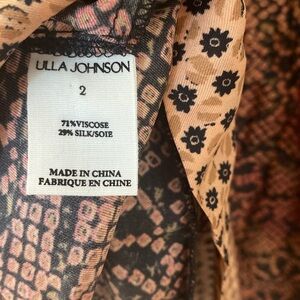 ULLA JOHNSON
2
71%VISCOSE
29% SILK/SOIE
MADE IN CHINA
FABRIQUE EN CHINE